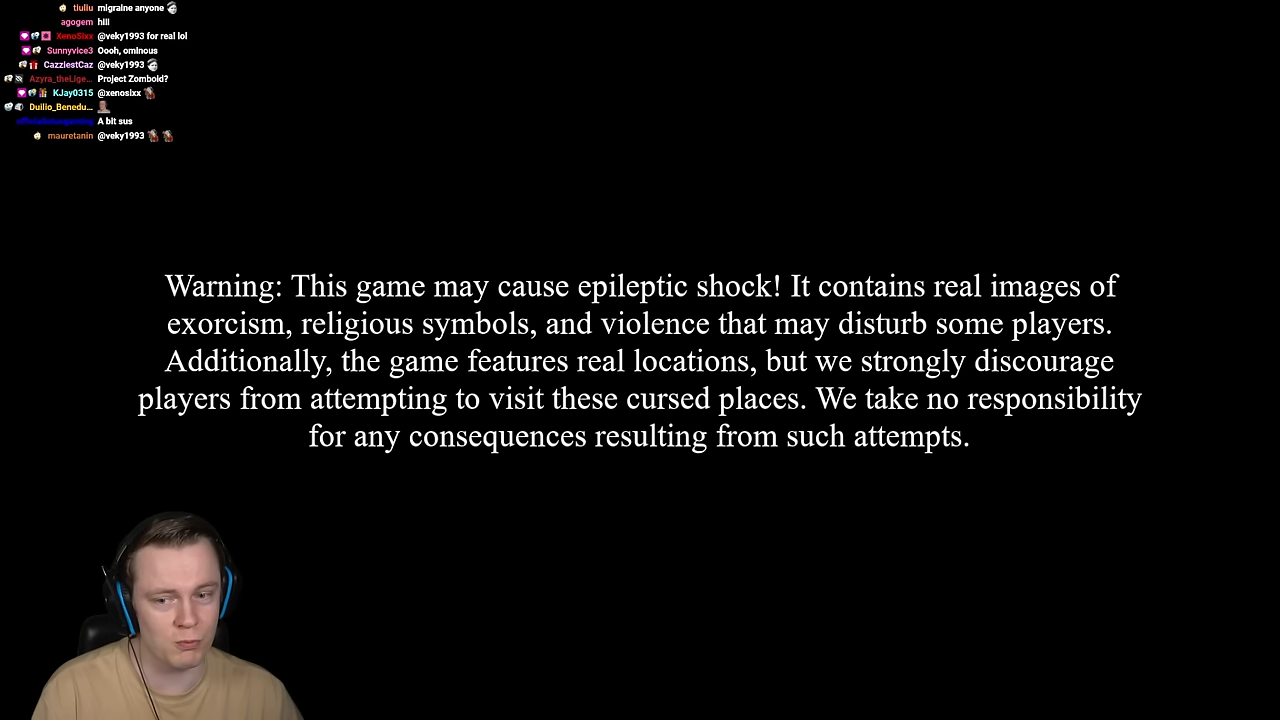 tiuliu migraine anyone
agogem hiii
XenoSixx @veky1993 for real lol
Sunnyvice3 Oooh, ominous
CazziestCaz @veky1993
Azyra_theLige... Project Zomboid?
KJay0315 @xenosixx
Duilio_Benedu...
A bit sus
mauretanin @veky1993
Warning: This game may cause epileptic shock! It contains real images of
exorcism, religious symbols, and violence that may disturb some players.
Additionally, the game features real locations, but we strongly discourage
players from attempting to visit these cursed places. We take no responsibility
for any consequences resulting from such attempts.